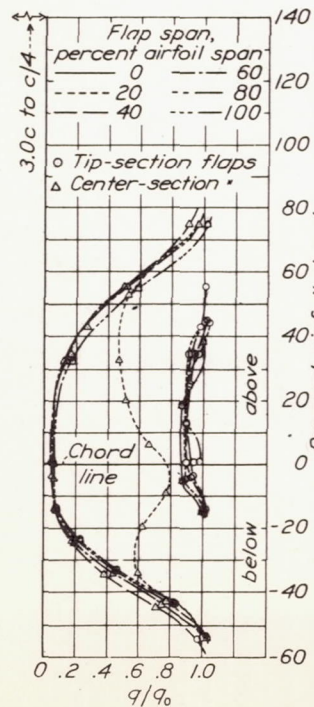 3.0c to c/4
Flap span,
percent airfoil span
0 60
20 80
40 100
Tip-section flaps
Center-section "
Chord
line
above
below
140
120
100
80
60
40
20
0
-20
-40
-60
0 .2 .4 .6 .8 1.0
q/q₀